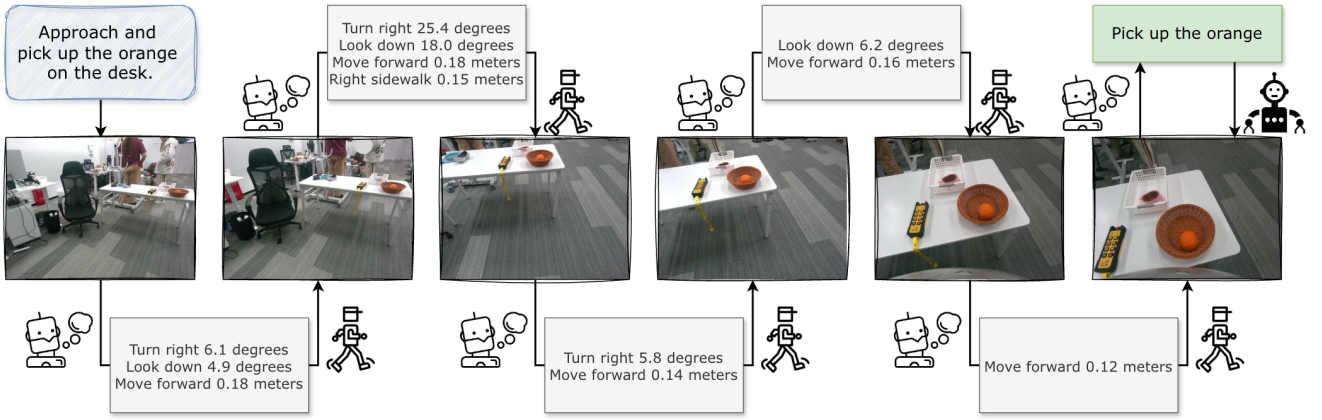 Approach and
pick up the orange
on the desk.
Turn right 6.1 degrees
Look down 4.9 degrees
Move forward 0.18 meters
Turn right 25.4 degrees
Look down 18.0 degrees
Move forward 0.18 meters
Right sidewalk 0.15 meters
Turn right 5.8 degrees
Move forward 0.14 meters
Look down 6.2 degrees
Move forward 0.16 meters
Move forward 0.12 meters
Pick up the orange